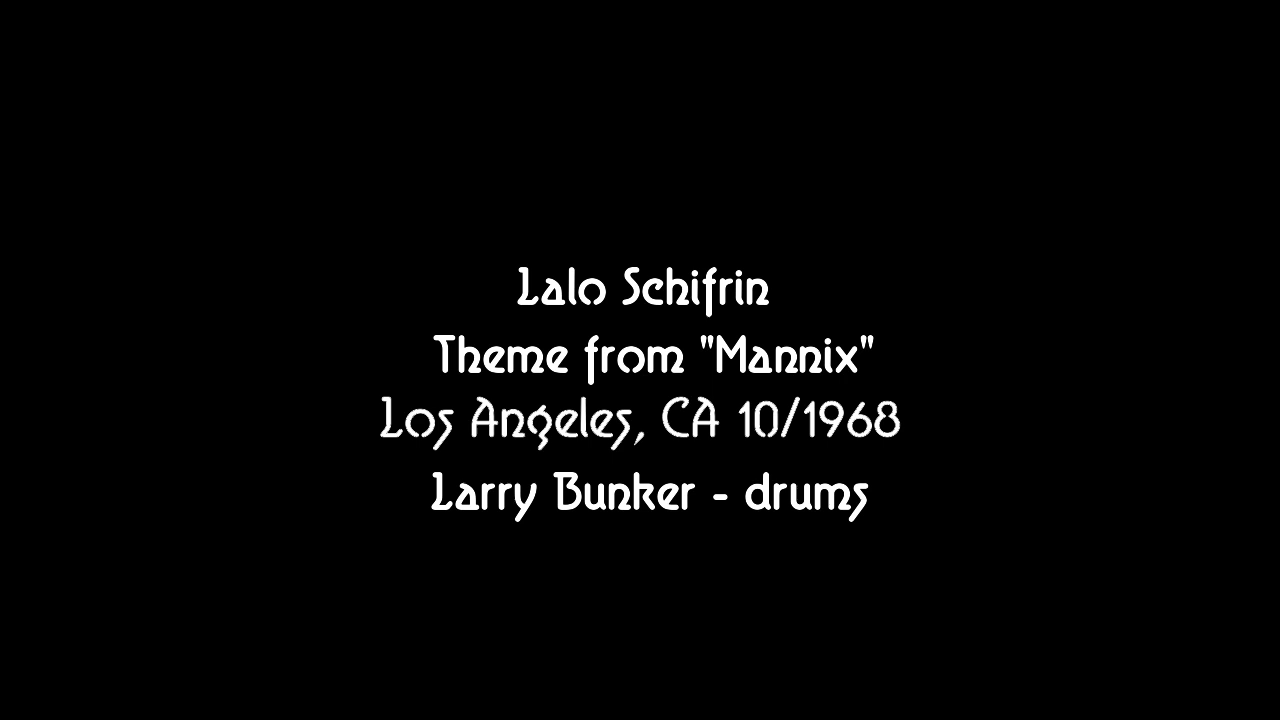 Lalo Schifrin
Theme from "Mannix"
Los Angeles, CA 10/1968
Larry Bunker - drums